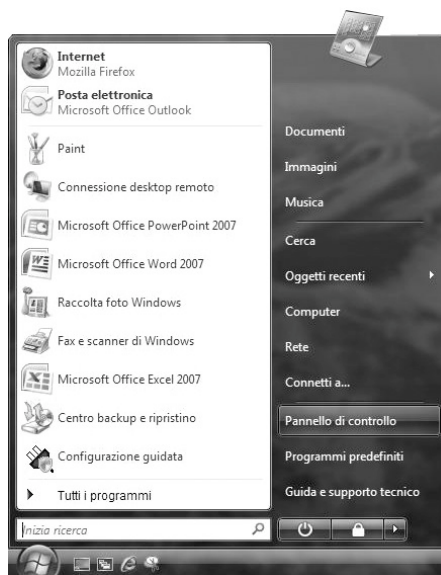 Internet
Mozilla Firefox
Posta elettronica
Microsoft Office Outlook
Paint
Connessione desktop remoto
Microsoft Office PowerPoint 2007
Microsoft Office Word 2007
Raccolta foto Windows
Fax e scanner di Windows
Microsoft Office Excel 2007
Centro backup e ripristino
Configurazione guidata
Tutti i programmi
Inizia ricerca
Documenti
Immagini
Musica
Cerca
Oggetti recenti
Computer
Rete
Connetti a...
Pannello di controllo
Programmi predefiniti
Guida e supporto tecnico